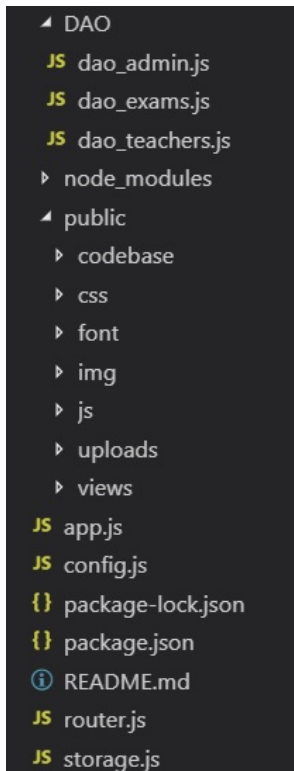 DAO
JS dao_admin.js
JS dao_exams.js
JS dao_teachers.js
node_modules
public
codebase
css
font
img
js
uploads
views
JS app.js
JS config.js
{} package-lock.json
{} package.json
README.md
JS router.js
JS storage.js